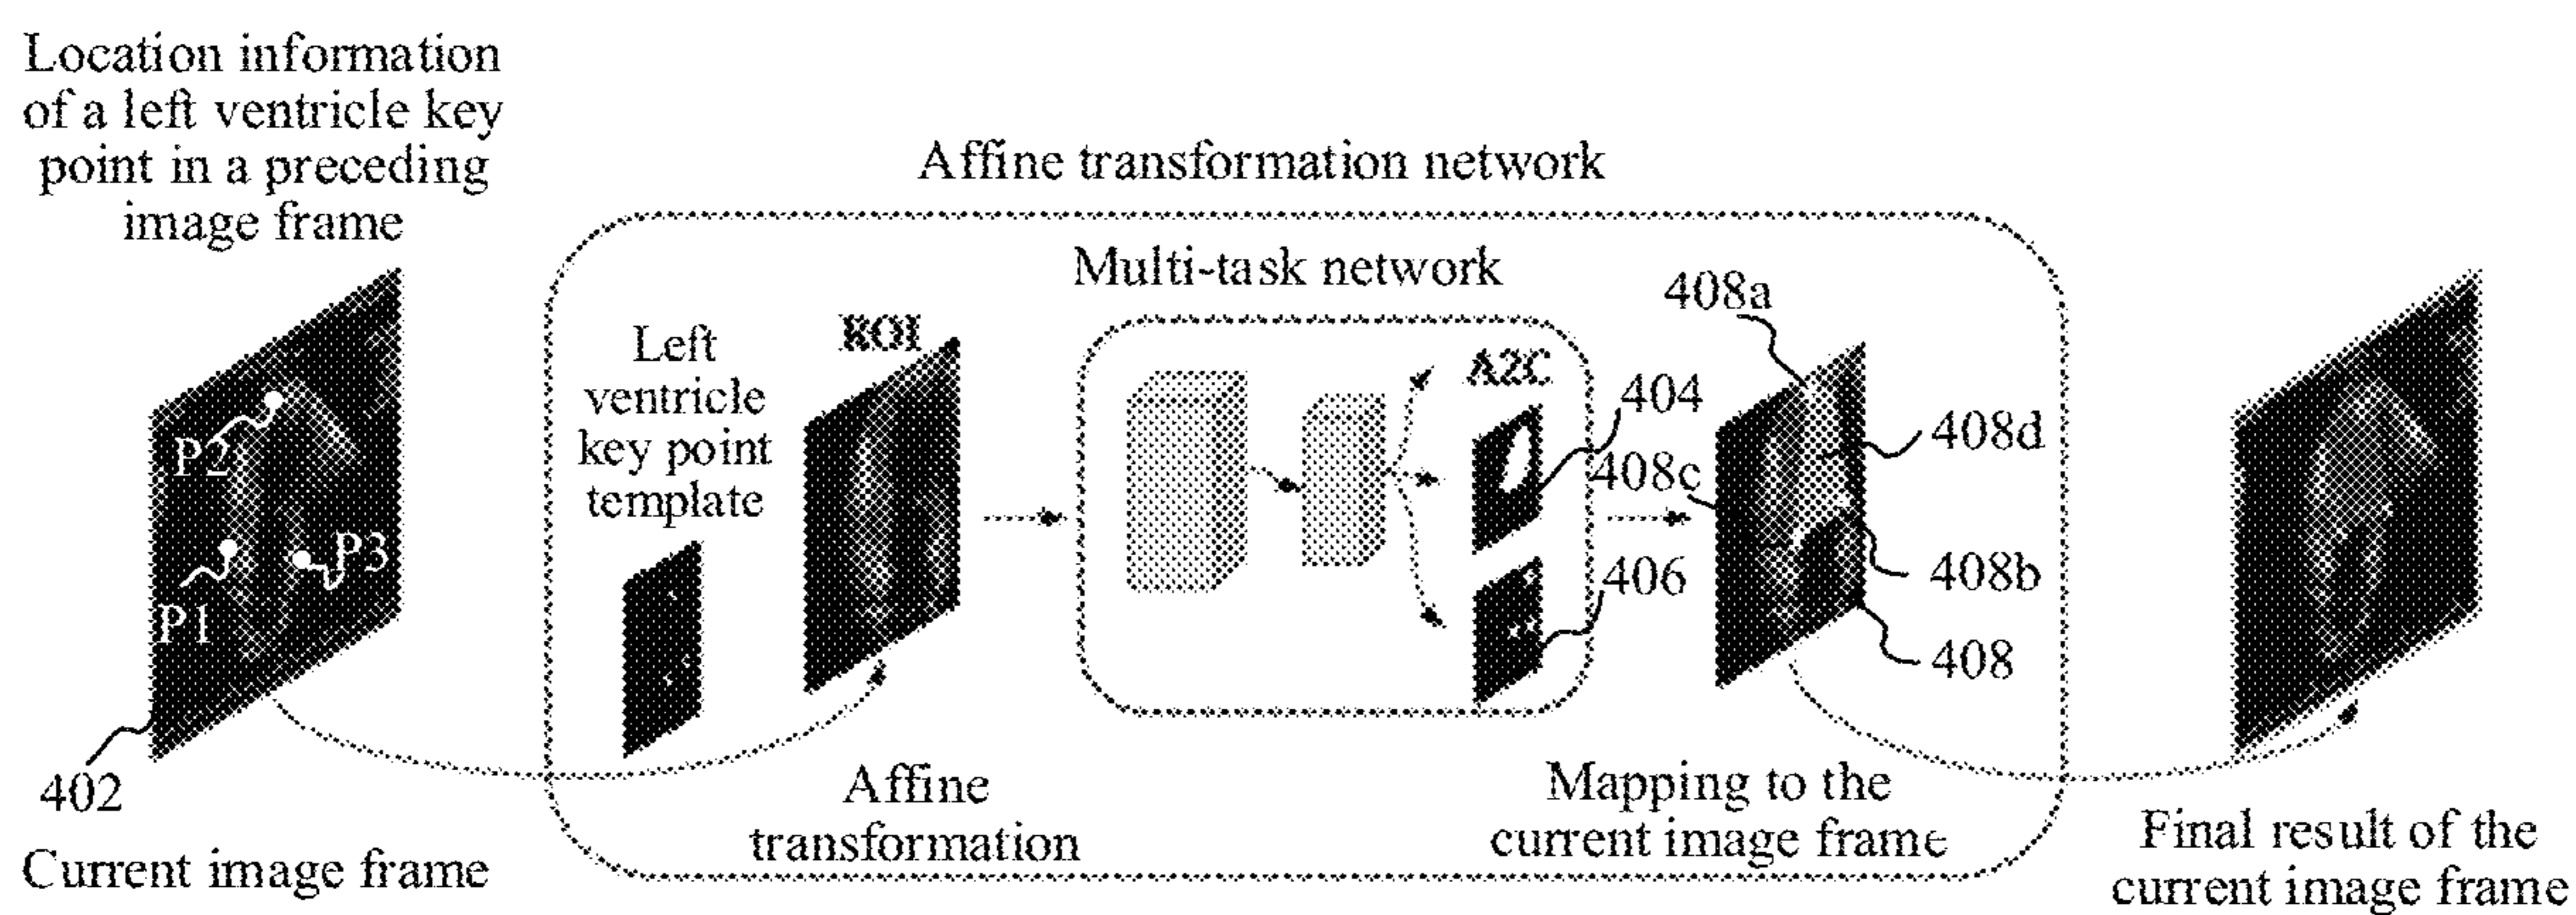 Location information
of a left ventricle key
point in a preceding
image frame
P2
P1
P3
402
Current image frame
Affine transformation network
Left
ventricle
key point
template
ROI
Affine
transformation
Multi-task network
A2C
404
406
408a
408c
408d
408b
408
Mapping to the
current image frame
Final result of the
current image frame